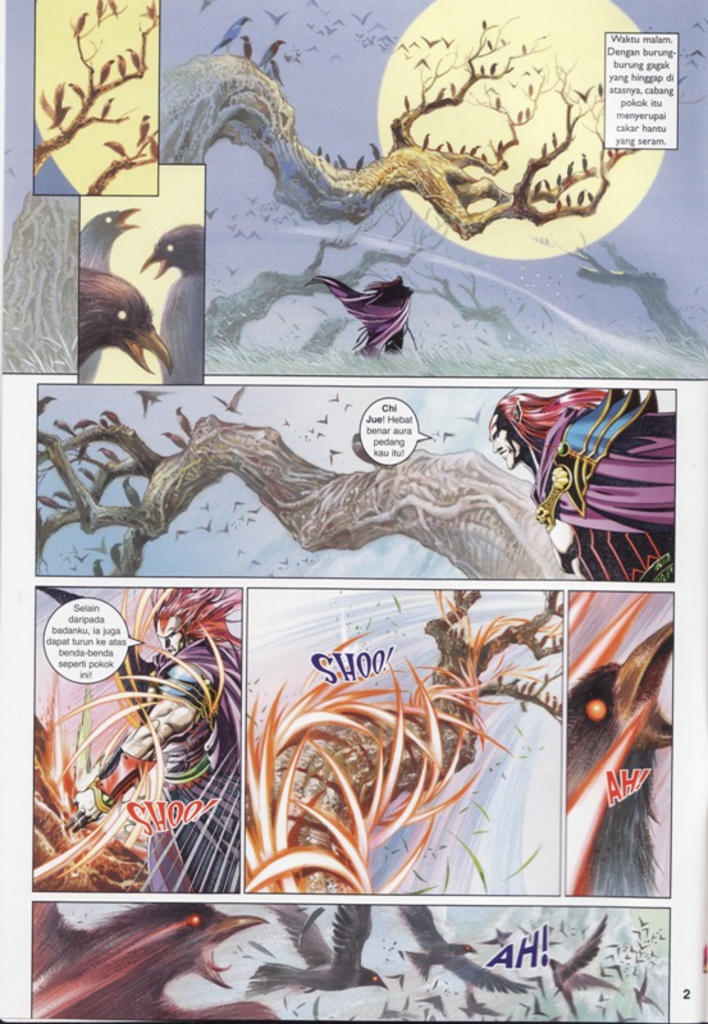 Waktu malam.
Dengan burung-
burung gagak
yang hinggap di
atasnya, cabang
pokok itu
menyerupai
cakar hantu
yang seram.
Chi
Jue! Hebat
benar aura
pedang
kau itu!
Selain
daripada
badanku, ia juga
dapat turun ke atas
benda-benda
seperti pokok
ini!
SHOO!
SHOO!
AH!
AH!
2